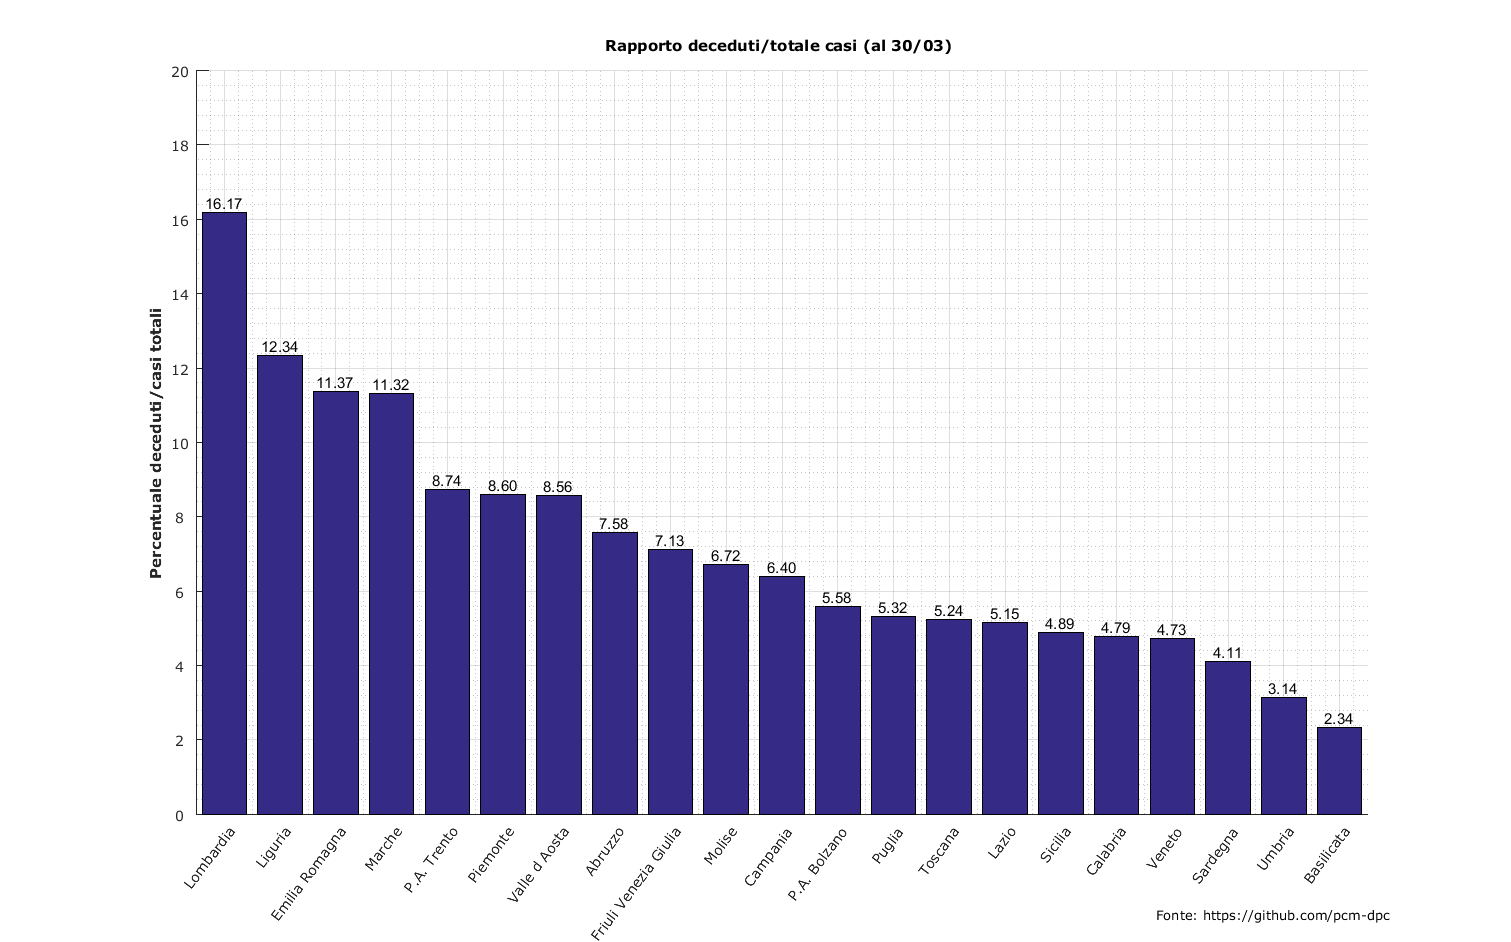 Rapporto deceduti/totale casi (al 30/03)
Percentuale deceduti/casi totali
20
18
16
14
12
10
8
6
4
2
0
16.17
12.34
11.37
11.32
8.74
8.60
8.56
7.58
7.13
6.72
6.40
5.58
5.32
5.24
5.15
4.89
4.79
4.73
4.11
3.14
2.34
Lombardia
Liguria
Emilia Romagna
Marche
P.A. Trento
Piemonte
Valle d Aosta
Abruzzo
Friuli Venezia Giulia
Molise
Campania
P.A. Bolzano
Puglia
Toscana
Lazio
Sicilia
Calabria
Veneto
Sardegna
Umbria
Basilicata
Fonte: https://github.com/pcm-dpc